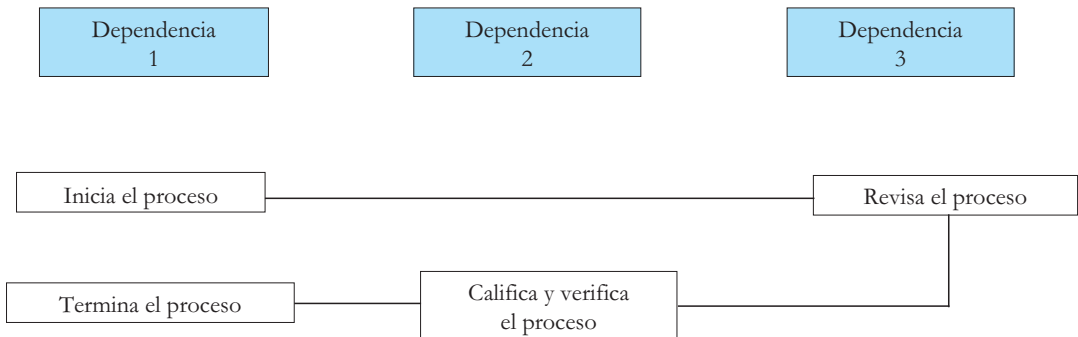 Dependencia
1
Dependencia
2
Dependencia
3
Inicia el proceso
Revisa el proceso
Termina el proceso
Califica y verifica
el proceso